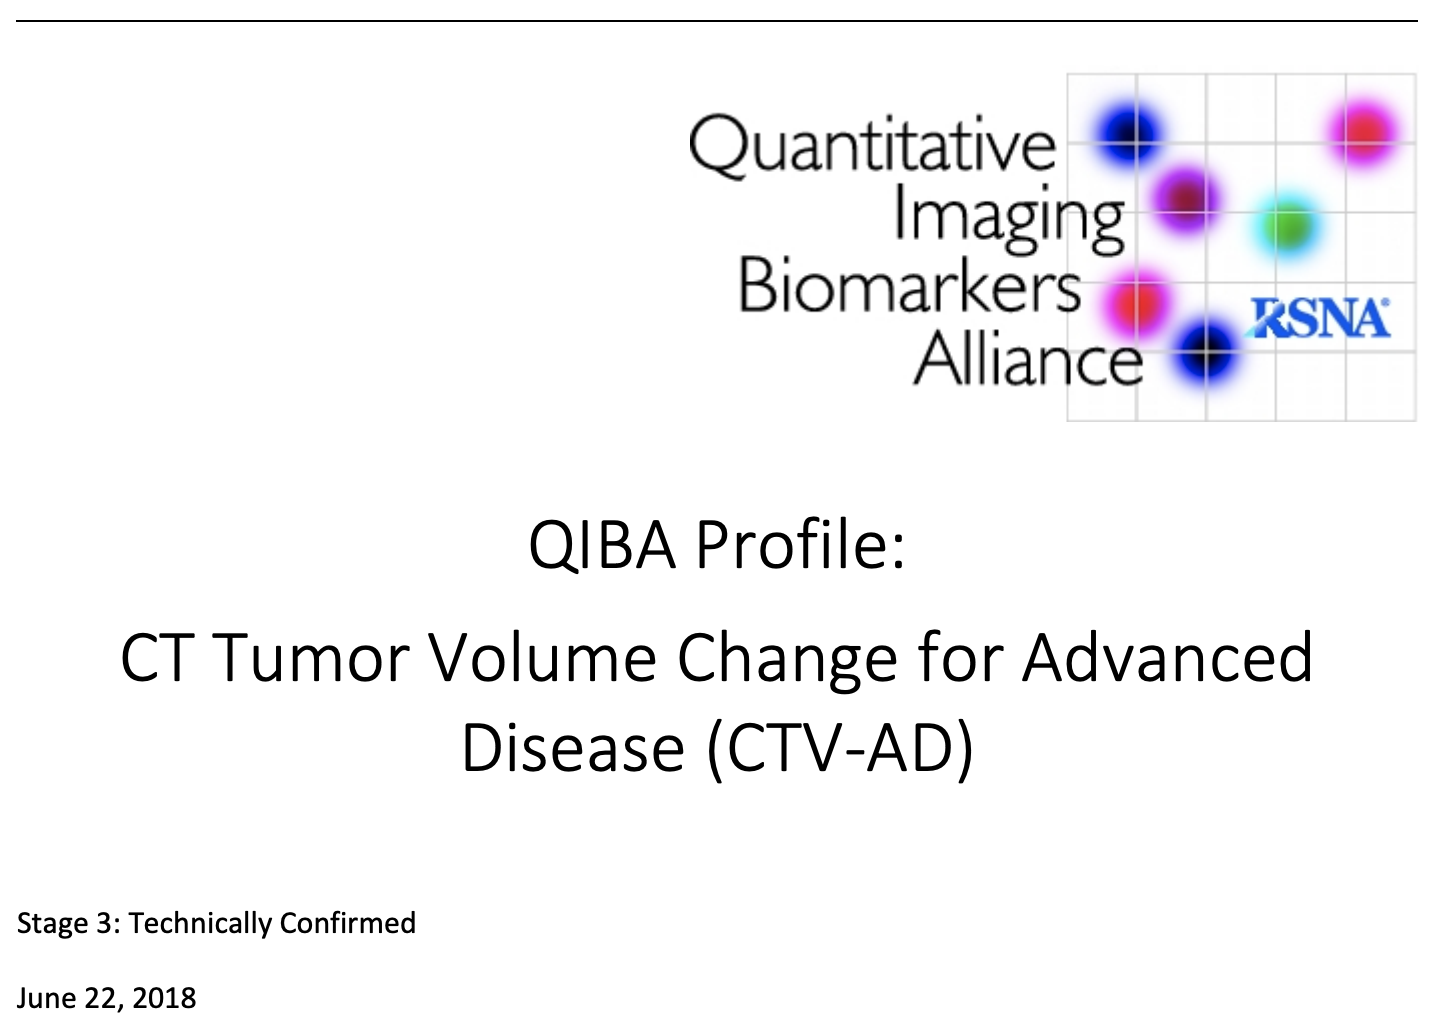 Quantitative
Imaging
Biomarkers
Alliance
RSNA®
QIBA Profile:
CT Tumor Volume Change for Advanced
Disease (CTV-AD)
Stage 3: Technically Confirmed
June 22, 2018